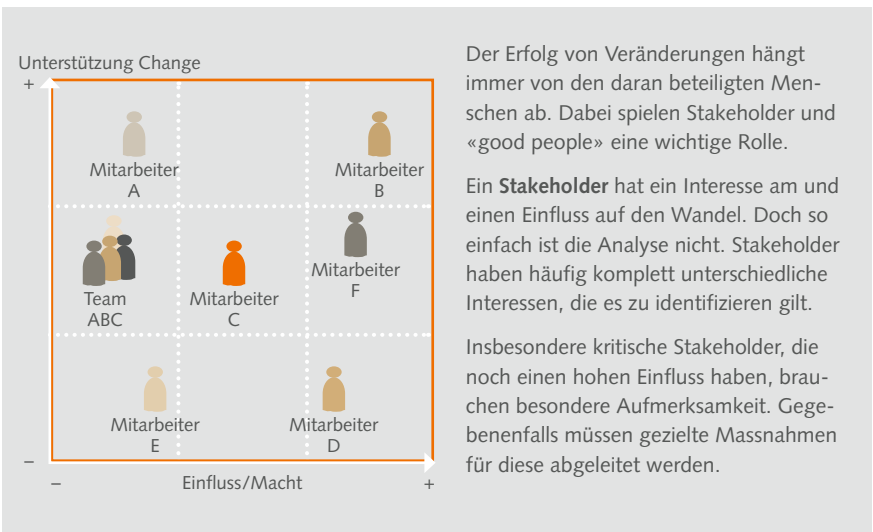 Unterstützung Change
+
Mitarbeiter
A
Mitarbeiter
B
Team
ABC
Mitarbeiter
C
Mitarbeiter
F
Mitarbeiter
E
Mitarbeiter
D
–
–
Einfluss/Macht
+
Der Erfolg von Veränderungen hängt
immer von den daran beteiligten Men-
schen ab. Dabei spielen Stakeholder und
«good people» eine wichtige Rolle.
Ein Stakeholder hat ein Interesse am und
einen Einfluss auf den Wandel. Doch so
einfach ist die Analyse nicht. Stakeholder
haben häufig komplett unterschiedliche
Interessen, die es zu identifizieren gilt.
Insbesondere kritische Stakeholder, die
noch einen hohen Einfluss haben, brau-
chen besondere Aufmerksamkeit. Gege-
benenfalls müssen gezielte Massnahmen
für diese abgeleitet werden.